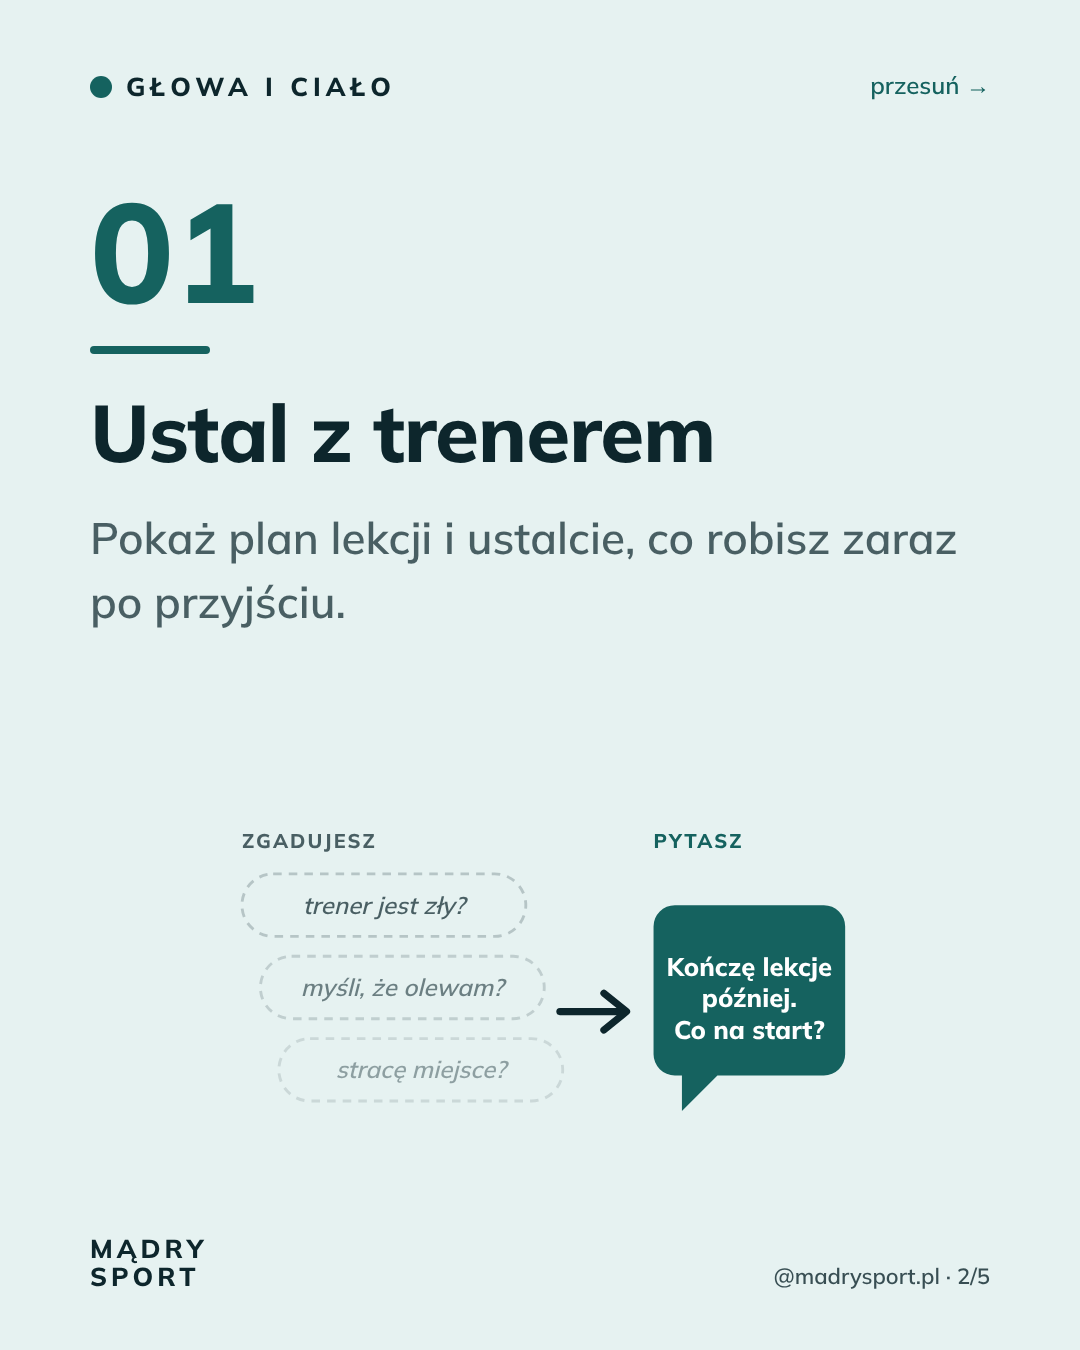 GŁOWA I CIAŁO
przesuń →
01
Ustal z trenerem
Pokaż plan lekcji i ustalcie, co robisz zaraz
po przyjściu.
ZGADUJESZ
trener jest zły?
myśli, że olewam?
stracę miejsce?
PYTASZ
Kończę lekcje
później.
Co na start?
MĄDRY
SPORT
@madrysport.pl · 2/5